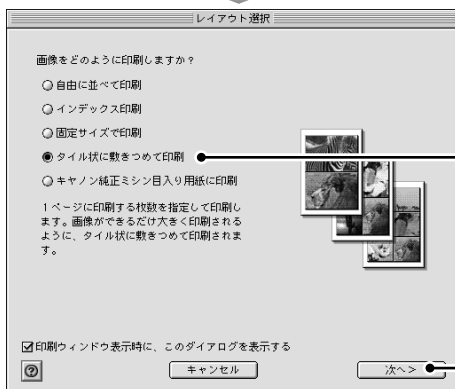 レイアウト選択
画像をどのように印刷しますか？
自由に並べて印刷
インデックス印刷
固定サイズで印刷
タイル状に敷きつめて印刷
キヤノン純正ミシン目入り用紙に印刷
1ページに印刷する枚数を指定して印刷し
ます。画像ができるだけ大きく印刷される
ように、タイル状に敷きつめて印刷されま
す。
印刷ウィンドウ表示時に、このダイアログを表示する
?
キャンセル
次へ>